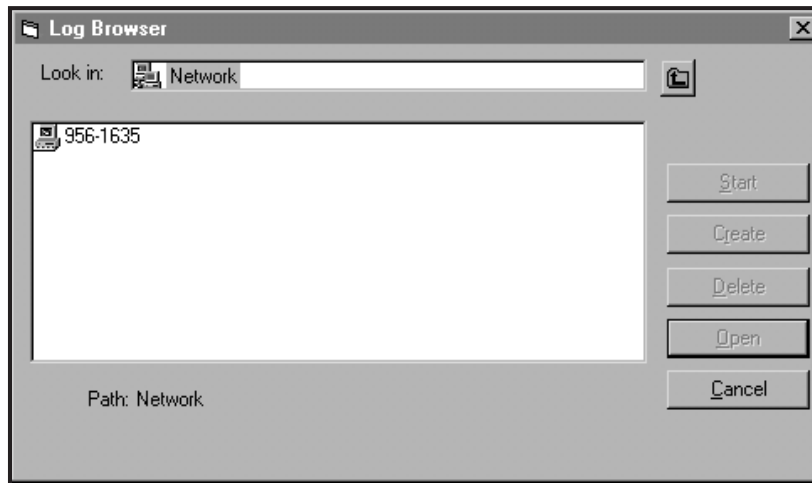 Log Browser
Look in: Network
956-1635
Start
Create
Delete
Open
Cancel
Path: Network